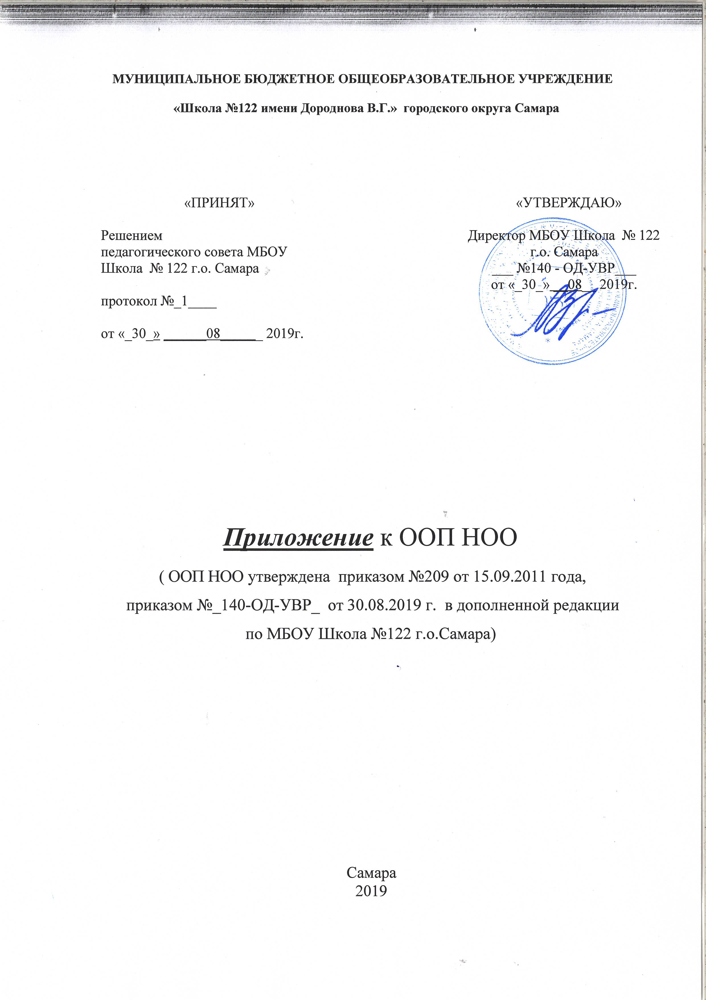 МУНИЦИПАЛЬНОЕ БЮДЖЕТНОЕ ОБЩЕОБРАЗОВАТЕЛЬНОЕ УЧРЕЖДЕНИЕ
«Школа №122 имени Дороднова В.Г.» городского округа Самара
«ПРИНЯТ»
Решением
педагогического совета МБОУ
Школа № 122 г.о. Самара
протокол №_1____
от «_30_» ______08______ 2019г.
«УТВЕРЖДАЮ»
Директор МБОУ Школа № 122
г.о. Самара
___ №140 - ОД-УВР___
от «_30_»__08__ 2019г.
Приложение к ООП НОО
( ООП НОО утверждена приказом №209 от 15.09.2011 года,
приказом №_140-ОД-УВР_ от 30.08.2019 г. в дополненной редакции
по МБОУ Школа №122 г.о.Самара)
Самара
2019